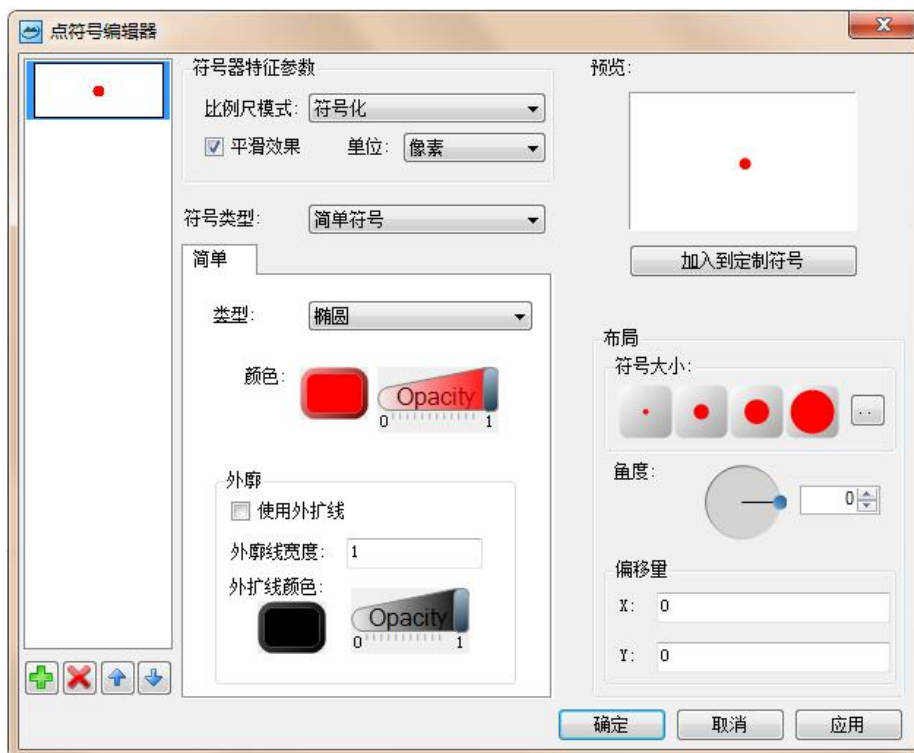 点符号编辑器
符号器特征参数
比例尺模式: 符号化
平滑效果 单位: 像素
符号类型: 简单符号
简单
类型: 椭圆
颜色: Opacity
0 1
外廓
使用外扩线
外廓线宽度: 1
外扩线颜色:
Opacity
0 1
预览:
加入到定制符号
布局
符号大小:
..
角度:
0
偏移量
X: 0
Y: 0
确定 取消 应用